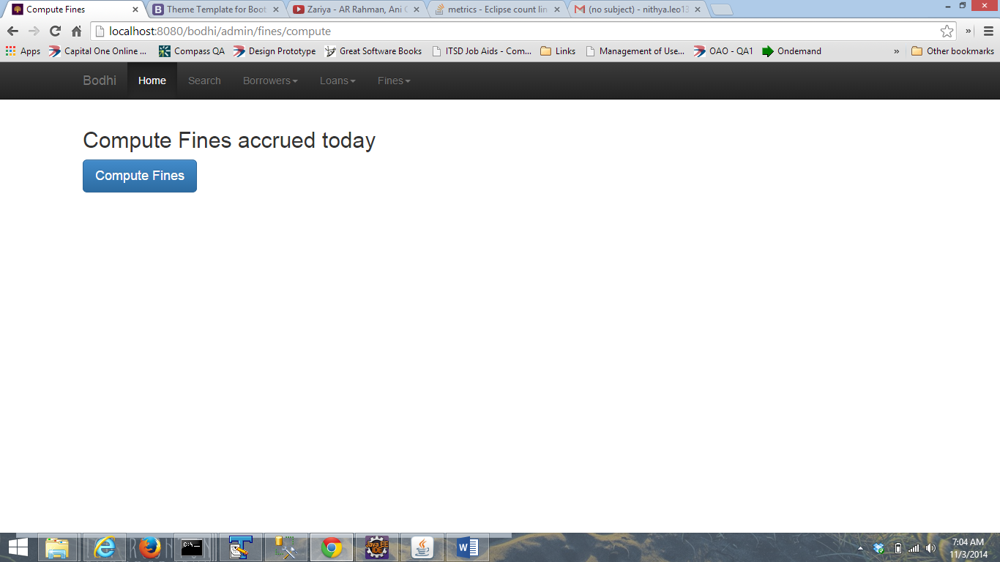 Compute Fines
Theme Template for Boot
Zariya - AR Rahman, Ani
metrics - Eclipse count lin
(no subject) - nithya.leo13
localhost:8080/bodhi/admin/fines/compute
Apps
Capital One Online ...
Compass QA
Design Prototype
Great Software Books
ITSD Job Aids - Com...
Links
Management of Use...
OAO - QA1
Ondemand
»
Other bookmarks
Bodhi
Home
Search
Borrowers
Loans
Fines
Compute Fines accrued today
Compute Fines
Java EE
IDE
7:04 AM
11/3/2014